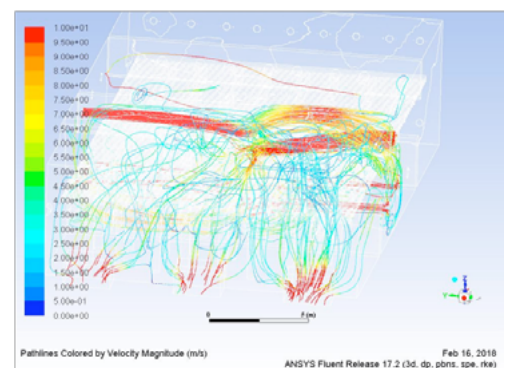 1.00e+01
9.50e+00
9.00e+00
8.50e+00
8.00e+00
7.50e+00
7.00e+00
6.50e+00
6.00e+00
5.50e+00
5.00e+00
4.50e+00
4.00e+00
3.50e+00
3.00e+00
2.50e+00
2.00e+00
1.50e+00
1.00e+00
5.00e-01
0.00e+00
0
(m)
Z
Y
Pathlines Colored by Velocity Magnitude (m/s)
Feb 16, 2018
ANSYS Fluent Release 17.2 (3d, dp, pbns, spe, rke)